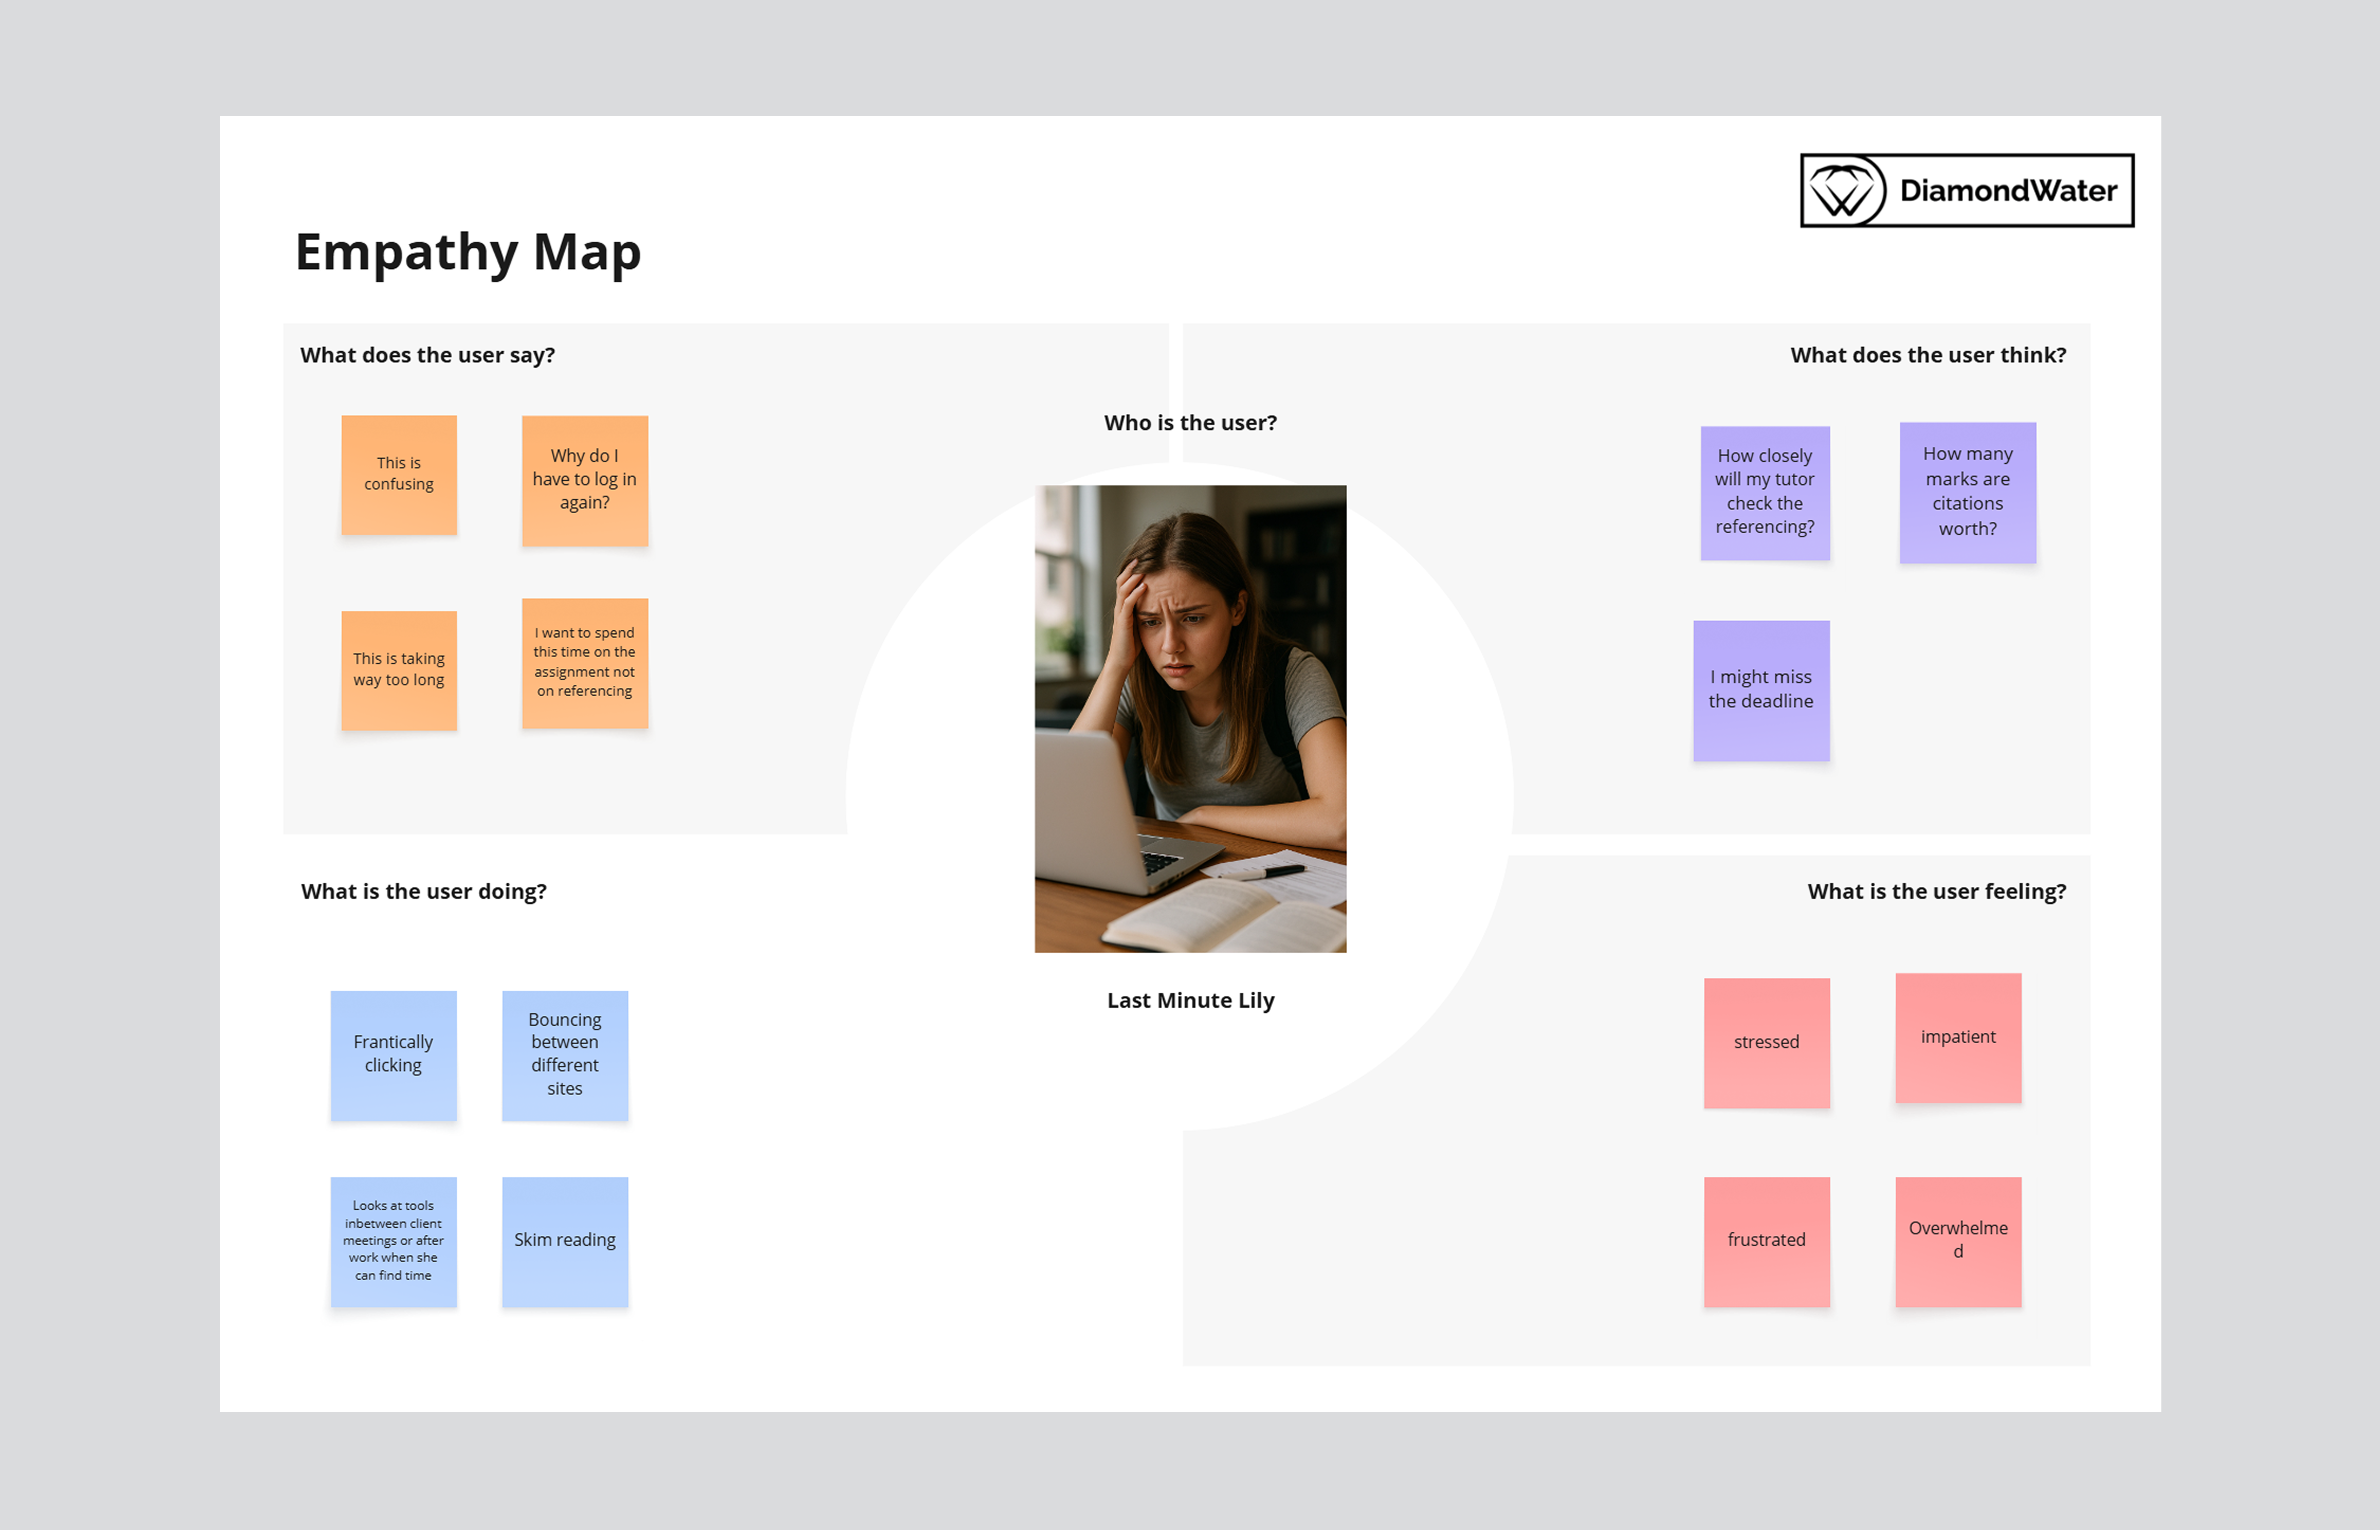 DiamondWater
Empathy Map
What does the user say?
This is
confusing
Why do I
have to log in
again?
This is taking
way too long
I want to spend
this time on the
assignment not
on referencing
Who is the user?
Last Minute Lily
What does the user think?
How closely
will my tutor
check the
referencing?
How many
marks are
citations
worth?
I might miss
the deadline
What is the user doing?
Frantically
clicking
Bouncing
between
different
sites
Looks at tools
inbetween client
meetings or after
work when she
can find time
Skim reading
What is the user feeling?
stressed
impatient
frustrated
Overwhelme
d